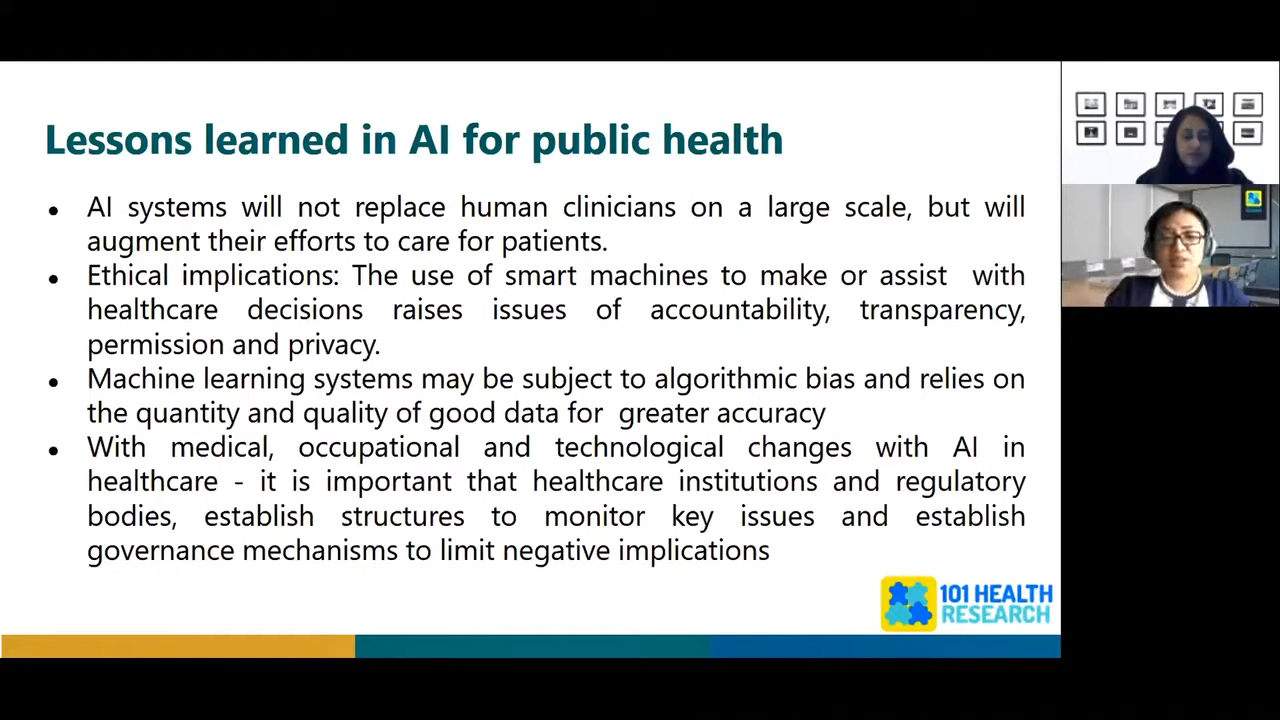 Lessons learned in AI for public health
● AI systems will not replace human clinicians on a large scale, but will
augment their efforts to care for patients.
● Ethical implications: The use of smart machines to make or assist  with
healthcare decisions raises issues of accountability, transparency,
permission and privacy.
● Machine learning systems may be subject to algorithmic bias and relies on
the quantity and quality of good data for  greater accuracy
● With medical, occupational and technological changes with AI in
healthcare - it is important that healthcare institutions and regulatory
bodies, establish structures to monitor key issues and establish
governance mechanisms to limit negative implications
101 HEALTH
RESEARCH